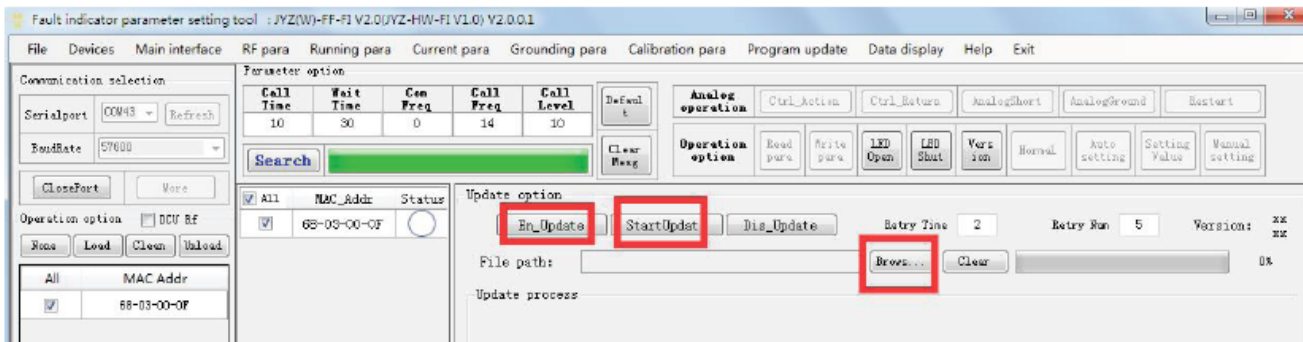 Fault indicator parameter setting tool : JYZ(W)-FF-FI V2.0(JYZ-HW-FI V1.0) V2.0.0.1
File Devices Main interface RF para Running para Current para Grounding para Calibration para Program update Data display Help Exit
Communication selection
Serialport COM43 Refresh
BaudRate 57600
ClosePort More
Operation option DCU Rf
None Load Clean Unload
All MAC Addr
68-03-00-0F
Parameter option
Call Time Wait Time Com Freq Call Freq Call Level
10 30 0 14 10
Default
Search
Clear Mesg
Analog operation Ctrl_Action Ctrl_Return AnalogShort AnalogGround Restart
Operation option Read para Write para LED Open LED Shut Version Normal Auto setting Setting Value Manual setting
All MAC_Addr Status
68-03-00-0F
Update option
En_Update StartUpdat Dis_Update Retry Time 2 Retry Num 5 Version: xx xx
File path: Brows... Clear 0%
Update process